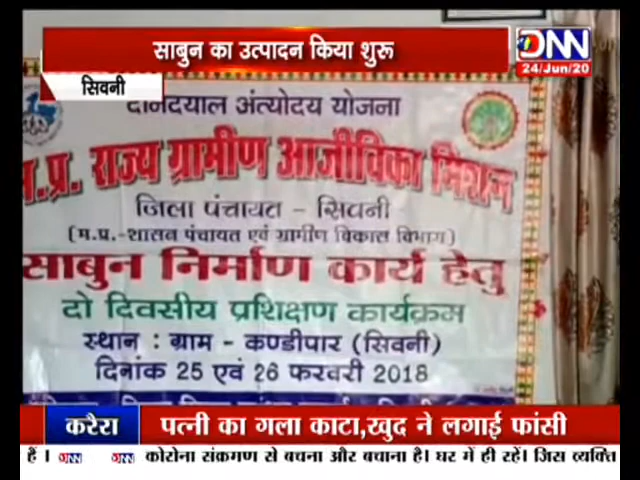 साबुन का उत्पादन किया शुरू
DNN
24/Jun/20
सिवनी
दीनदयाल अंत्योदय योजना
म.प्र. राज्य ग्रामीण आजीविका मिशन
जिला पंचायत - सिवनी
(म.प्र.-शासन पंचायत एवं ग्रामीण विकास विभाग)
साबुन निर्माण कार्य हेतु
दो दिवसीय प्रशिक्षण कार्यक्रम
स्थान : ग्राम - कण्डीपार (सिवनी)
दिनांक 25 एवं 26 फरवरी 2018
करैरा
पत्नी का गला काटा,खुद ने लगाई फांसी
हैं । DNN DNN कोरोना संक्रमण से बचना और बचाना है। घर में ही रहें। जिस व्यक्ति